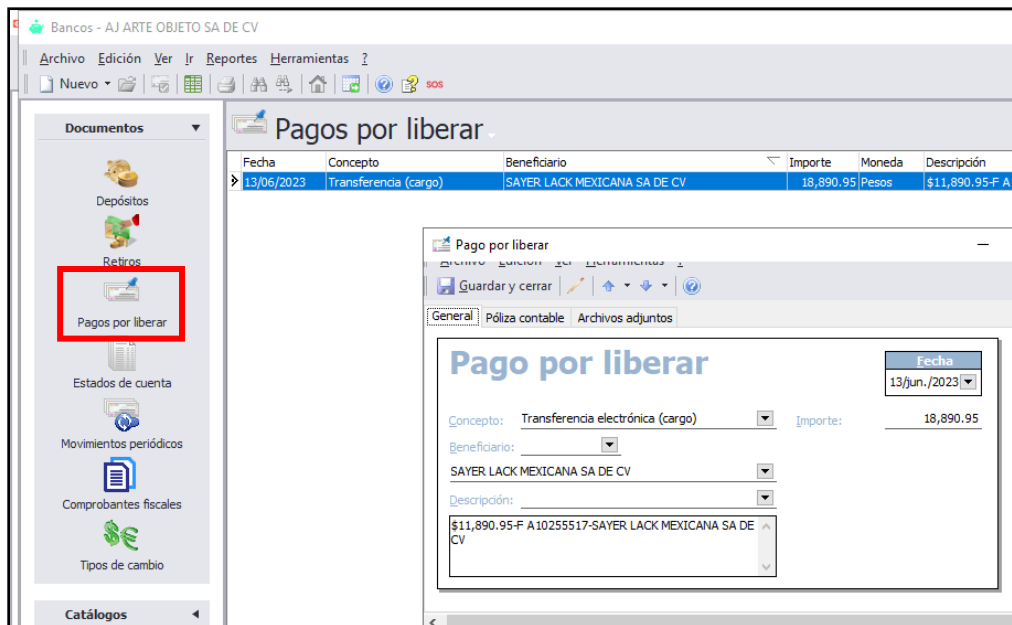 Bancos - AJ ARTE OBJETO SA DE CV
Archivo Edición Ver Ir Reportes Herramientas ?
Nuevo SOS
Documentos
Depósitos
Retiros
Pagos por liberar
Estados de cuenta
Movimientos periódicos
Comprobantes fiscales
Tipos de cambio
Catálogos
Pagos por liberar
Fecha Concepto Beneficiario Importe Moneda Descripción
13/06/2023 Transferencia (cargo) SAYER LACK MEXICANA SA DE CV 18,890.95 Pesos $11,890.95-F A
Pago por liberar
Archivo Edición Ver Herramientas ?
Guardar y cerrar
General Póliza contable Archivos adjuntos
Pago por liberar
Fecha
13/jun./2023
Concepto: Transferencia electrónica (cargo) Importe: 18,890.95
Beneficiario:
SAYER LACK MEXICANA SA DE CV
Descripción:
$11,890.95-F A10255517-SAYER LACK MEXICANA SA DE
CV